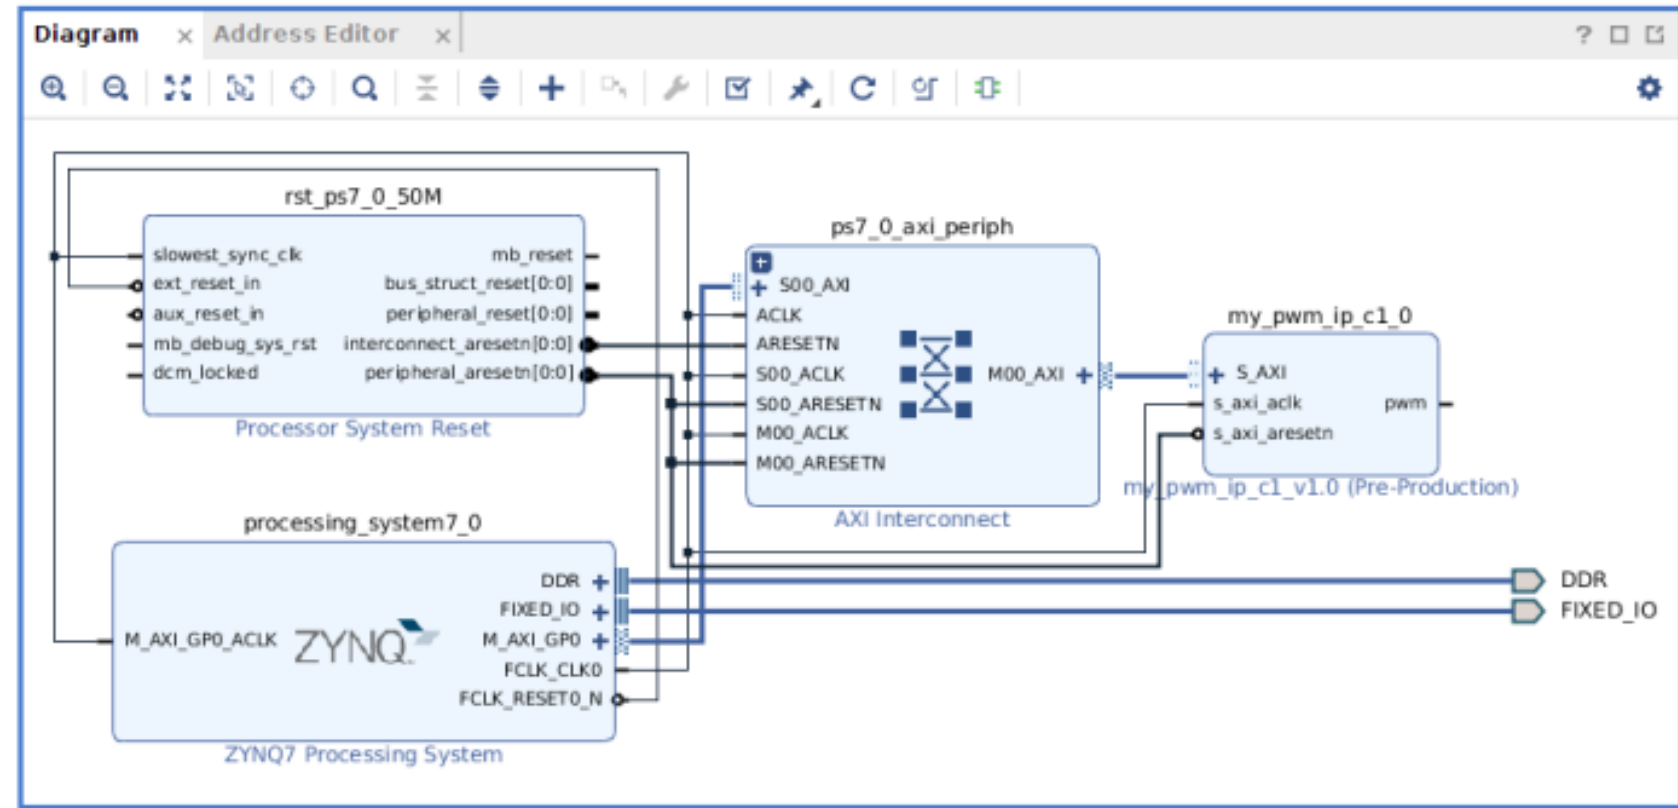 Diagram × Address Editor ×
?
rst_ps7_0_50M
slowest_sync_clk mb_reset
ext_reset_in bus_struct_reset[0:0]
aux_reset_in peripheral_reset[0:0]
mb_debug_sys_rst interconnect_aresetn[0:0]
dcm_locked peripheral_aresetn[0:0]
Processor System Reset
ps7_0_axi_periph
S00_AXI
ACLK
ARESETN
S00_ACLK M00_AXI
S00_ARESETN
M00_ACLK
M00_ARESETN
AXI Interconnect
my_pwm_ip_c1_0
S_AXI
s_axi_aclk pwm
s_axi_aresetn
my_pwm_ip_c1_v1.0 (Pre-Production)
processing_system7_0
DDR
FIXED_IO
M_AXI_GP0_ACLK ZYNQ M_AXI_GP0
FCLK_CLK0
FCLK_RESET0_N
ZYNQ7 Processing System
DDR
FIXED_IO